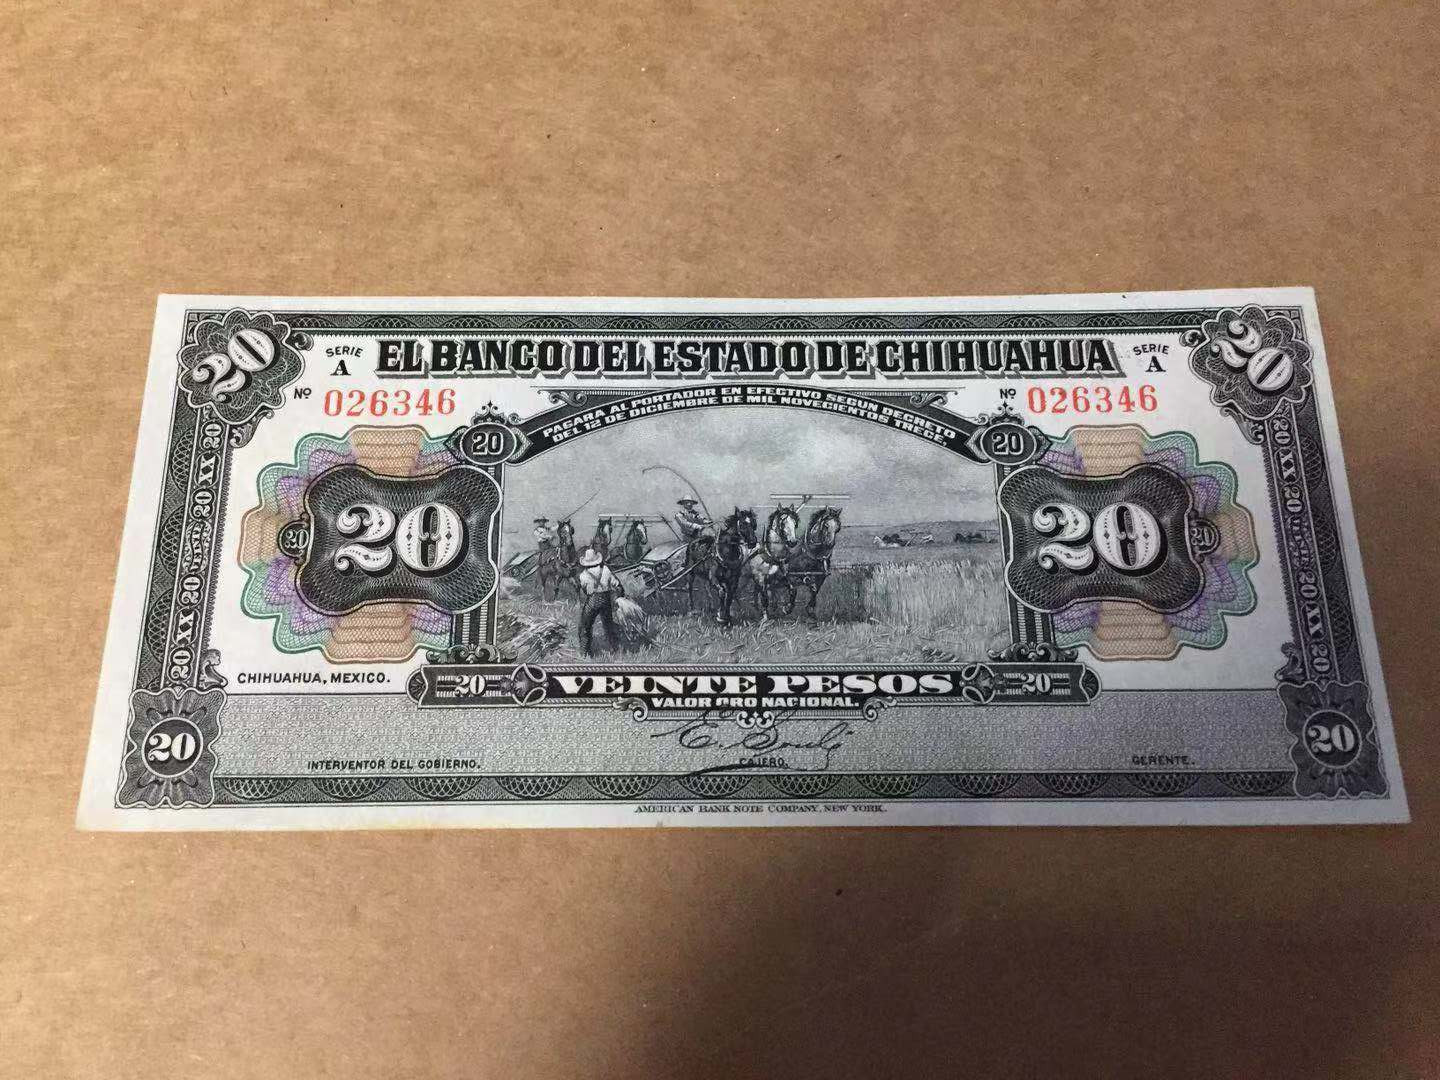 EL BANCO DEL ESTADO DE CHIHUAHUA
SERIE A
SERIE A
Nº 026346
Nº 026346
PAGARA AL PORTADOR EN EFECTIVO SEGUN DECRETO
DEL 12 DE DICIEMBRE DE MIL NOVECIENTOS TRECE,
20
20
20
20
20
20
20
20
CHIHUAHUA, MEXICO.
20
VEINTE PESOS
20
VALOR ORO NACIONAL.
20
20
INTERVENTOR DEL GOBIERNO.
CAJERO.
GERENTE.
AMERICAN BANK NOTE COMPANY, NEW YORK.